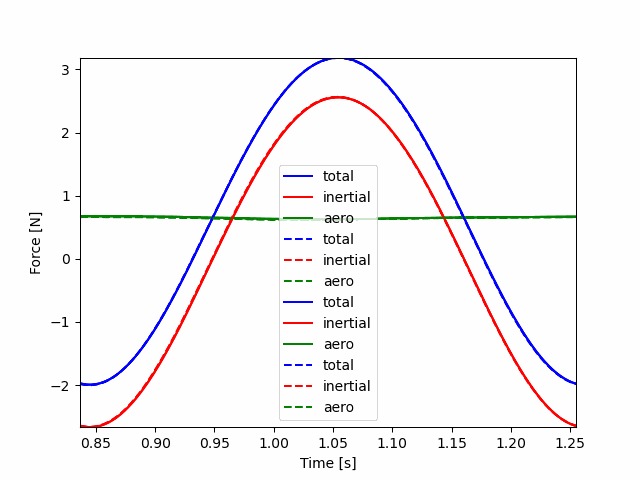 3
2
1
0
−1
−2
Force [N]
total
inertial
aero
total
inertial
aero
total
inertial
aero
total
inertial
aero
0.85 0.90 0.95 1.00 1.05 1.10 1.15 1.20 1.25
Time [s]